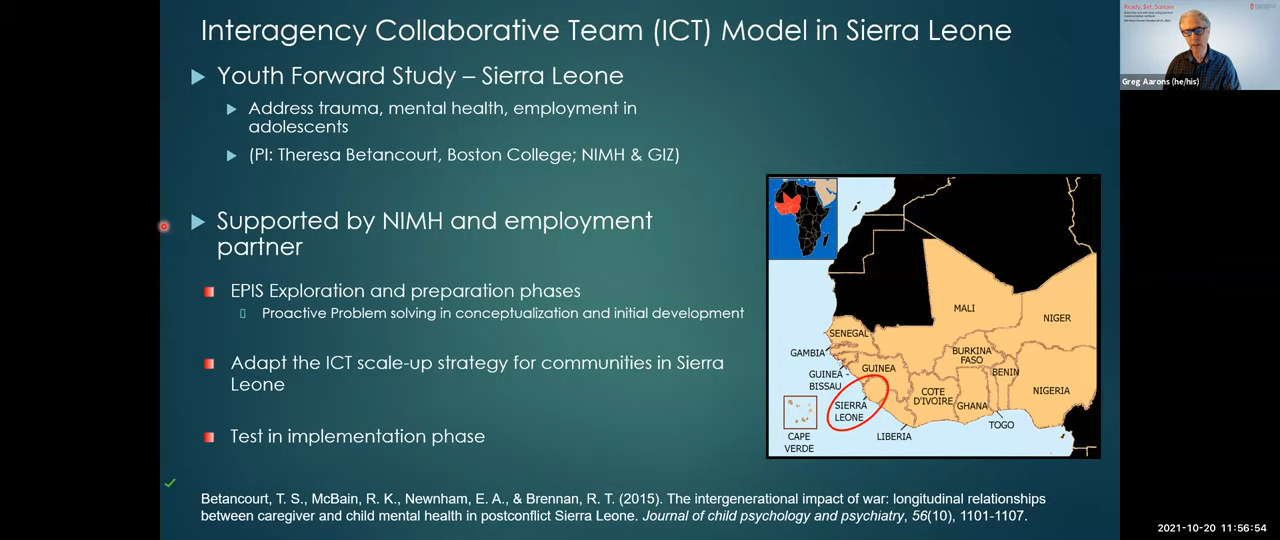 Interagency Collaborative Team (ICT) Model in Sierra Leone
Youth Forward Study – Sierra Leone
Address trauma, mental health, employment in
adolescents
(PI: Theresa Betancourt, Boston College; NIMH & GIZ)
Supported by NIMH and employment
partner
EPIS Exploration and preparation phases
Proactive Problem solving in conceptualization and initial development
Adapt the ICT scale-up strategy for communities in Sierra
Leone
Test in implementation phase
MALI
NIGER
SENEGAL
GAMBIA
BURKINA
FASO
GUINEA
BENIN
GUINEA -
BISSAU
NIGERIA
COTE
D'IVOIRE
GHANA
SIERRA
LEONE
TOGO
CAPE
VERDE
LIBERIA
Betancourt, T. S., McBain, R. K., Newnham, E. A., & Brennan, R. T. (2015). The intergenerational impact of war: longitudinal relationships
between caregiver and child mental health in postconflict Sierra Leone. Journal of child psychology and psychiatry, 56(10), 1101-1107.
Ready, Set, Sustain
Greg Aarons (he/his)
2021-10-20 11:56:54